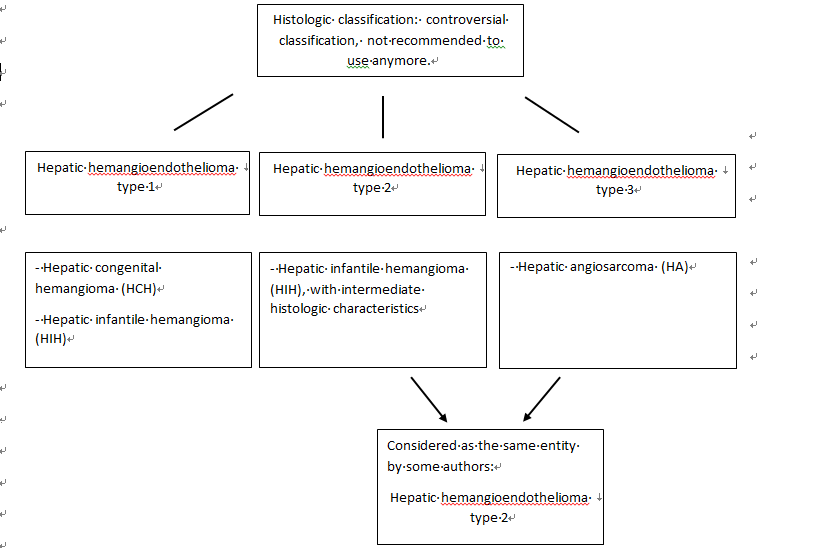 Histologic classification: controversial
classification, not recommended to
use anymore.
Hepatic hemangioendothelioma
type 1
Hepatic hemangioendothelioma
type 2
Hepatic hemangioendothelioma
type 3
- Hepatic congenital
hemangioma (HCH)
- Hepatic infantile hemangioma
(HIH)
- Hepatic infantile hemangioma
(HIH), with intermediate
histologic characteristics
- Hepatic angiosarcoma (HA)
Considered as the same entity
by some authors:
Hepatic hemangioendothelioma
type 2